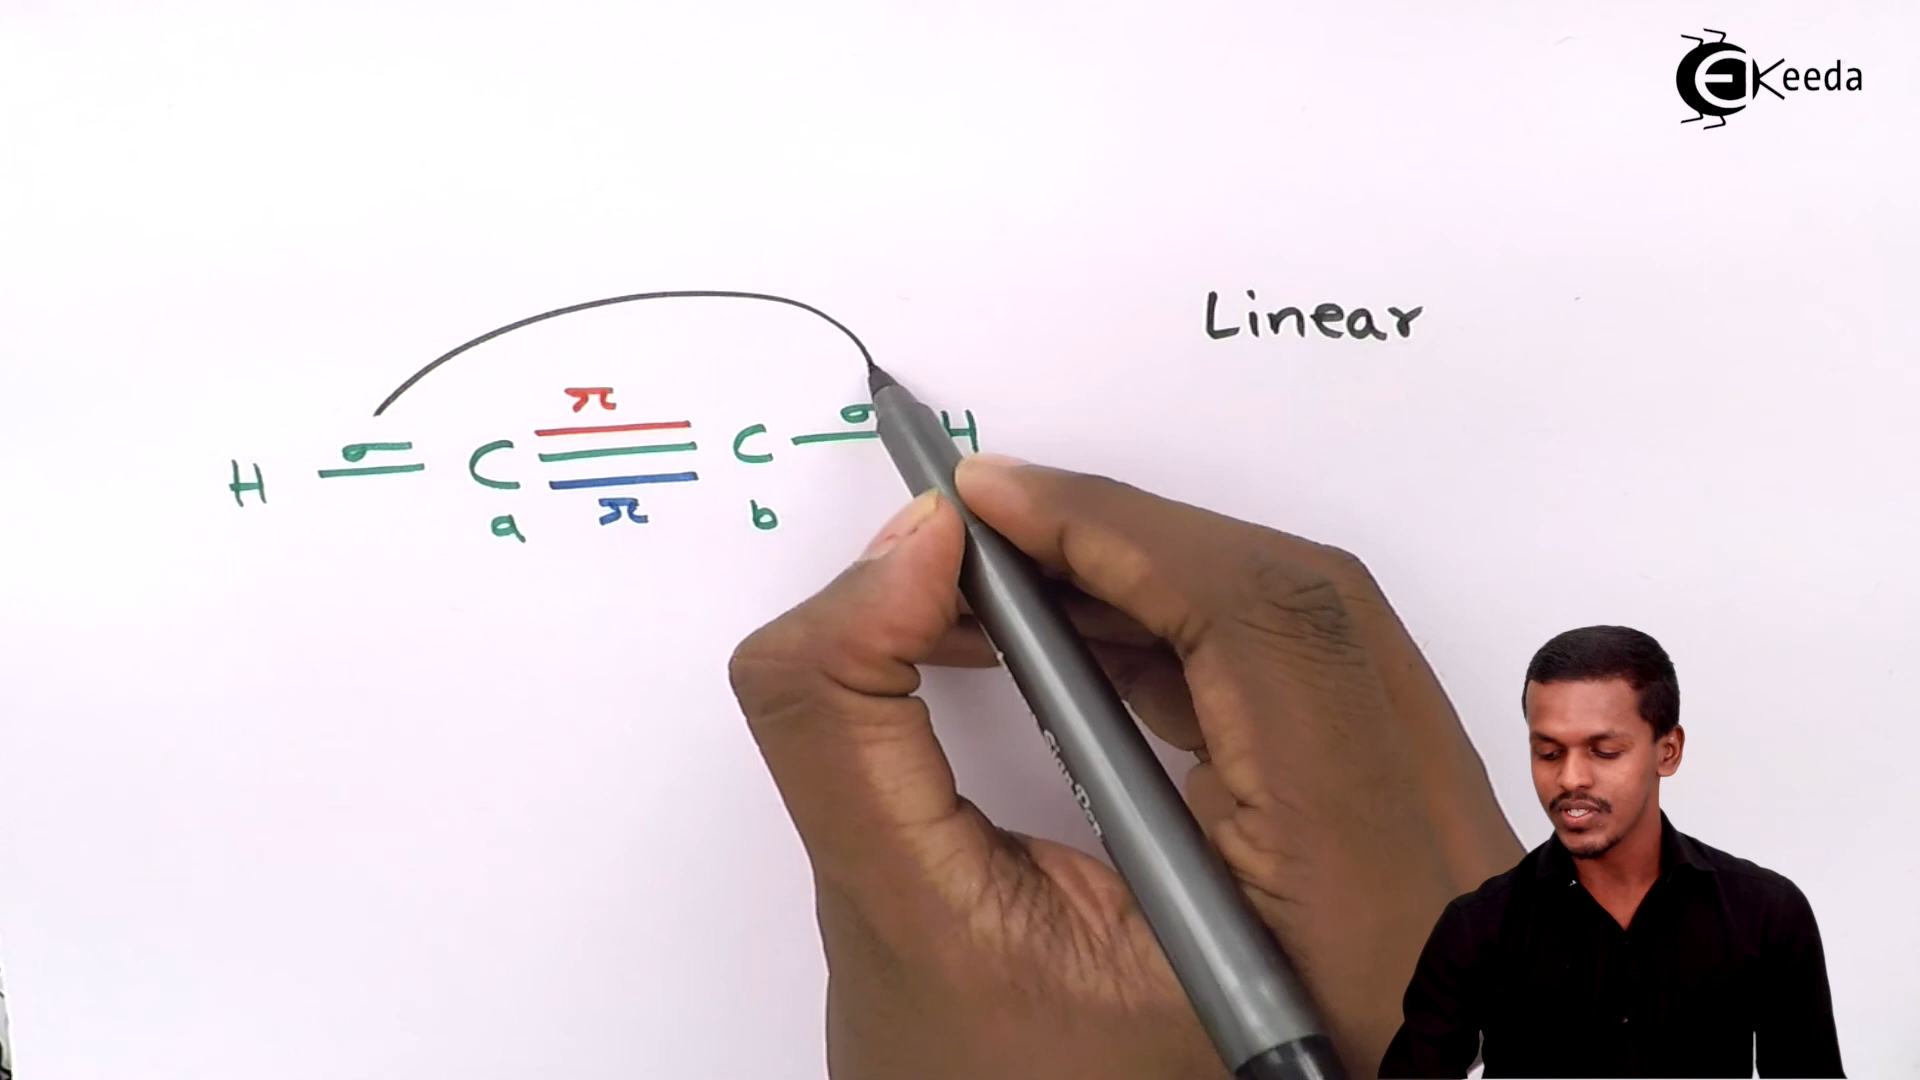 eKeeda
Linear
π
H σ C C σ H
a π b